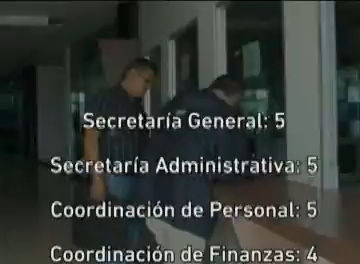 Secretaría General: 5
Secretaría Administrativa: 5
Coordinación de Personal: 5
Coordinación de Finanzas: 4